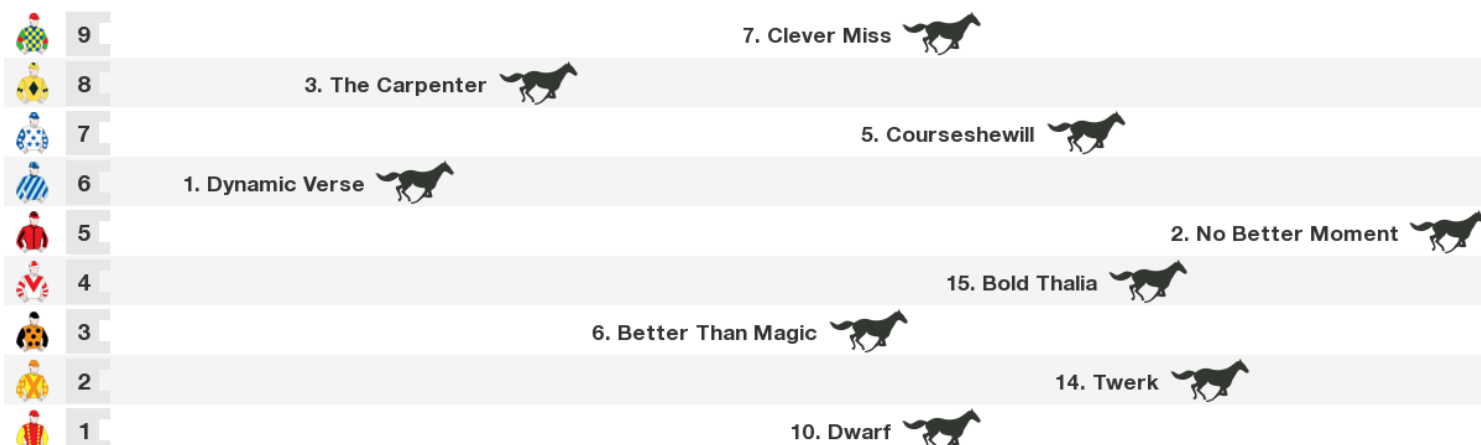 9 7. Clever Miss
8 3. The Carpenter
7 5. Courseshewill
6 1. Dynamic Verse
5 2. No Better Moment
4 15. Bold Thalia
3 6. Better Than Magic
2 14. Twerk
1 10. Dwarf